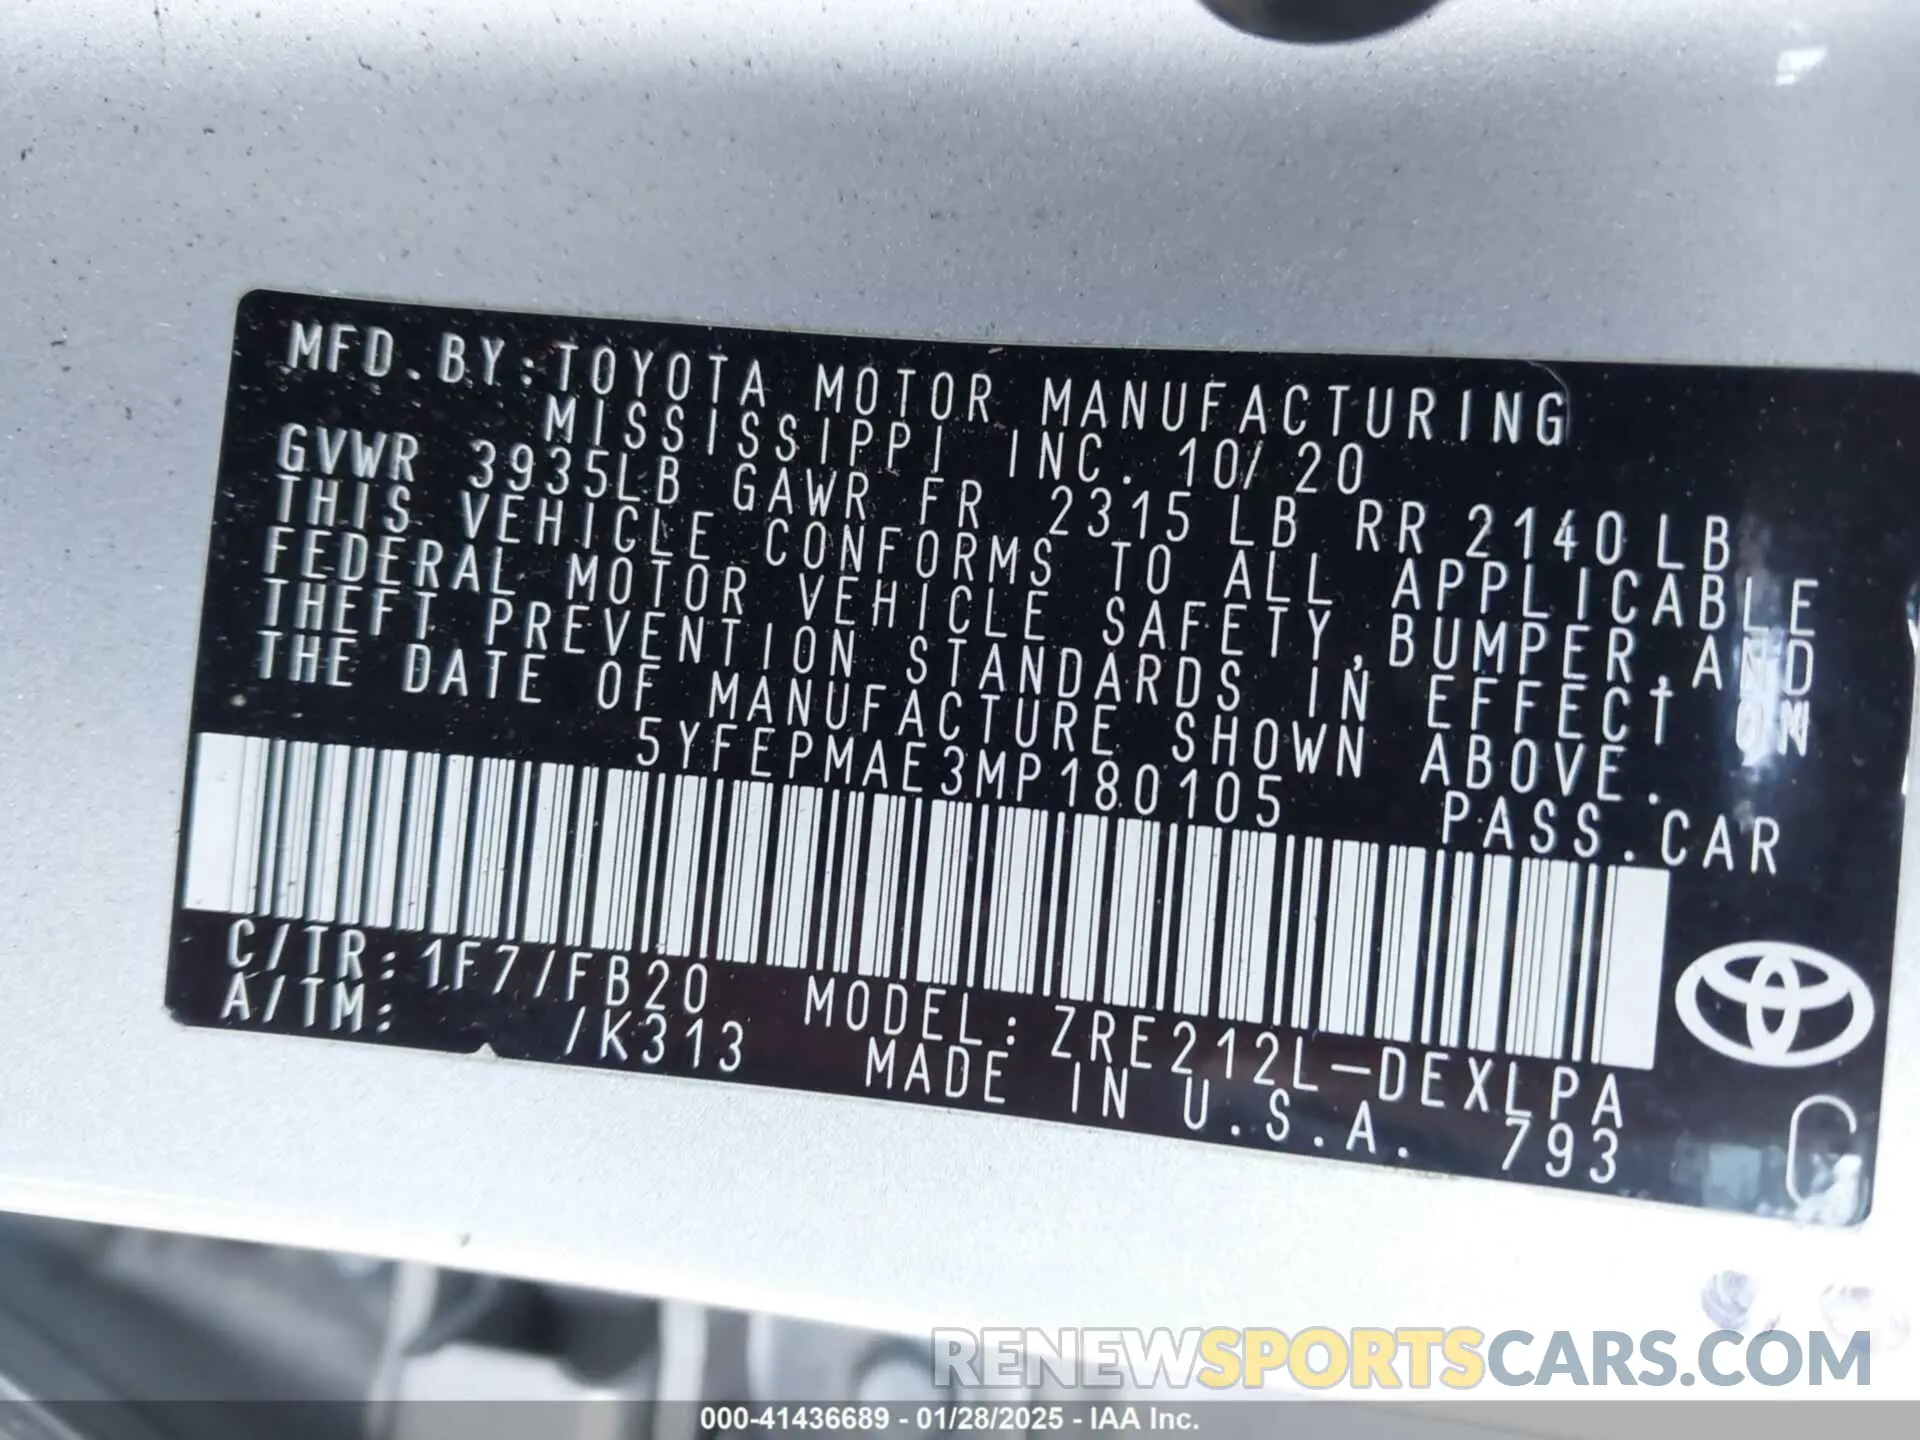 MFD.BY:TOYOTA MOTOR MANUFACTURING
MISSISSIPPI INC. 10/20
GVWR 3935LB GAWR FR 2315LB RR 2140LB
THIS VEHICLE CONFORMS TO ALL APPLICABLE
FEDERAL MOTOR VEHICLE SAFETY,BUMPER,AND
THEFT PREVENTION STANDARDS IN EFFECT ON
THE DATE OF MANUFACTURE SHOWN ABOVE.
5YFEPMAE3MP180105 PASS.CAR
C/TR:1F7/FB20 MODEL:ZRE212L-DEXLPA
A/TM: /K313 MADE IN U.S.A. 793
C
RENEWSPORTSCARS.COM
000-41436689 - 01/28/2025 - IAA Inc.